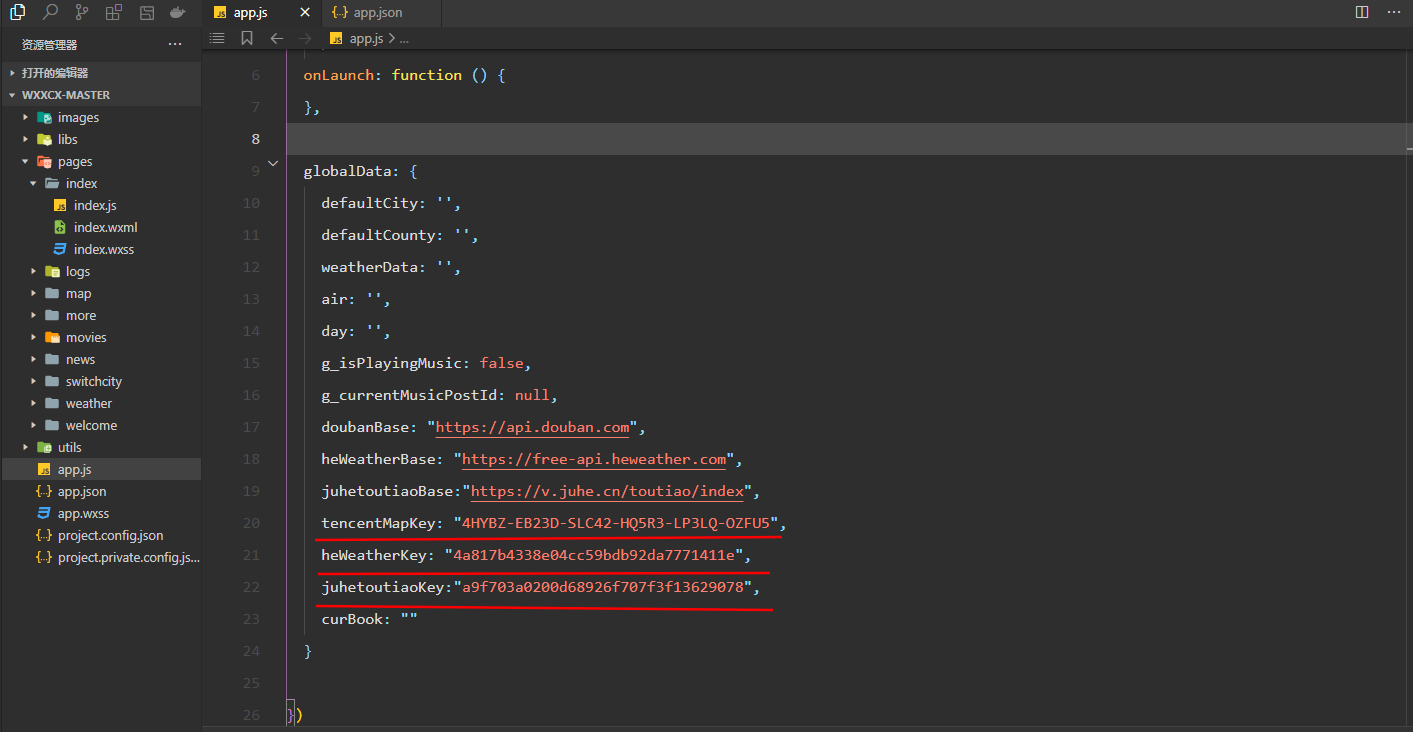 app.js
app.json
资源管理器
app.js > ...
打开的编辑器
WXXCX-MASTER
images
libs
pages
index
index.js
index.wxml
index.wxss
logs
map
more
movies
news
switchcity
weather
welcome
utils
app.js
app.json
app.wxss
project.config.json
project.private.config.js...
6 onLaunch: function () {
7 },
8
9 globalData: {
10 defaultCity: '',
11 defaultCounty: '',
12 weatherData: '',
13 air: '',
14 day: '',
15 g_isPlayingMusic: false,
16 g_currentMusicPostId: null,
17 doubanBase: "https://api.douban.com",
18 heWeatherBase: "https://free-api.heweather.com",
19 juhetoutiaoBase:"https://v.juhe.cn/toutiao/index",
20 tencentMapKey: "4HYBZ-EB23D-SLC42-HQ5R3-LP3LQ-OZFU5",
21 heWeatherKey: "4a817b4338e04cc59bdb92da7771411e",
22 juhetoutiaoKey:"a9f703a0200d68926f707f3f13629078",
23 curBook: ""
24 }
25
26 })